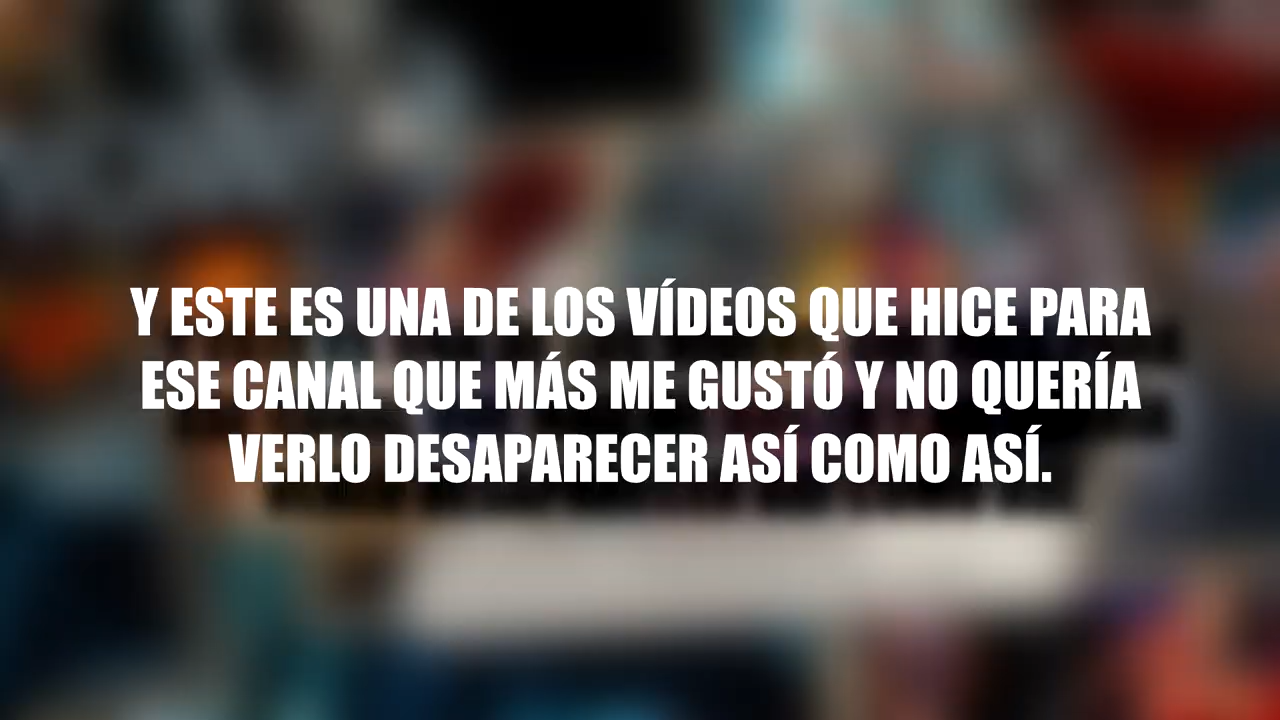 Y ESTE ES UNA DE LOS VÍDEOS QUE HICE PARA
ESE CANAL QUE MÁS ME GUSTÓ Y NO QUERÍA
VERLO DESAPARECER ASÍ COMO ASÍ.